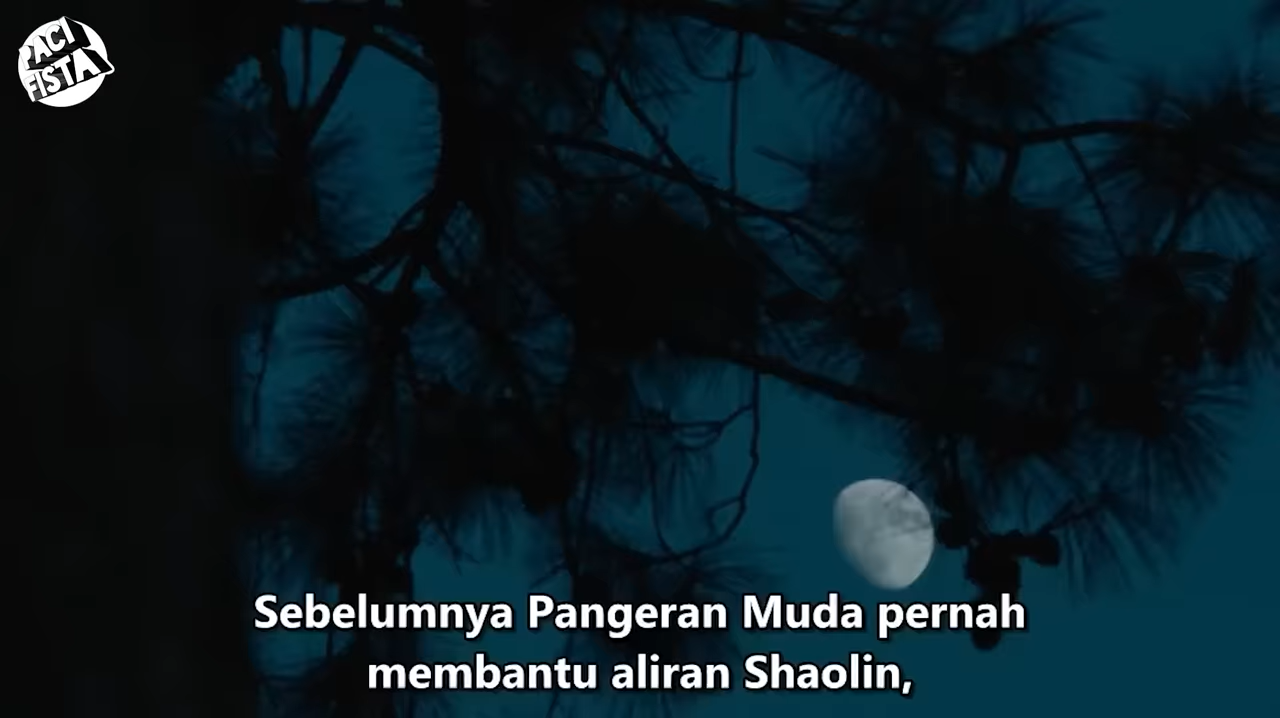 PACI
FISTA
Sebelumnya Pangeran Muda pernah
membantu aliran Shaolin,